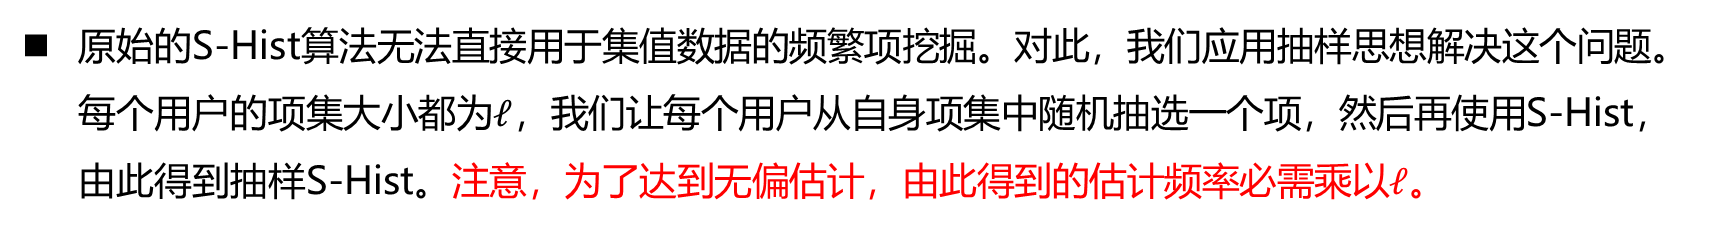 ■ 原始的S-Hist算法无法直接用于集值数据的频繁项挖掘。对此，我们应用抽样思想解决这个问题。
每个用户的项集大小都为ℓ，我们让每个用户从自身项集中随机抽选一个项，然后再使用S-Hist，
由此得到抽样S-Hist。注意，为了达到无偏估计，由此得到的估计频率必需乘以ℓ。